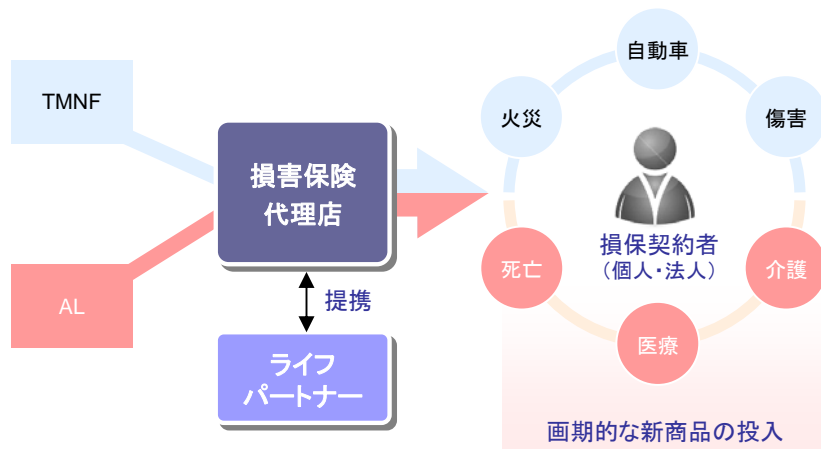 TMNF
AL
損害保険
代理店
提携
ライフ
パートナー
自動車
火災
傷害
損保契約者
（個人・法人）
死亡
介護
医療
画期的な新商品の投入